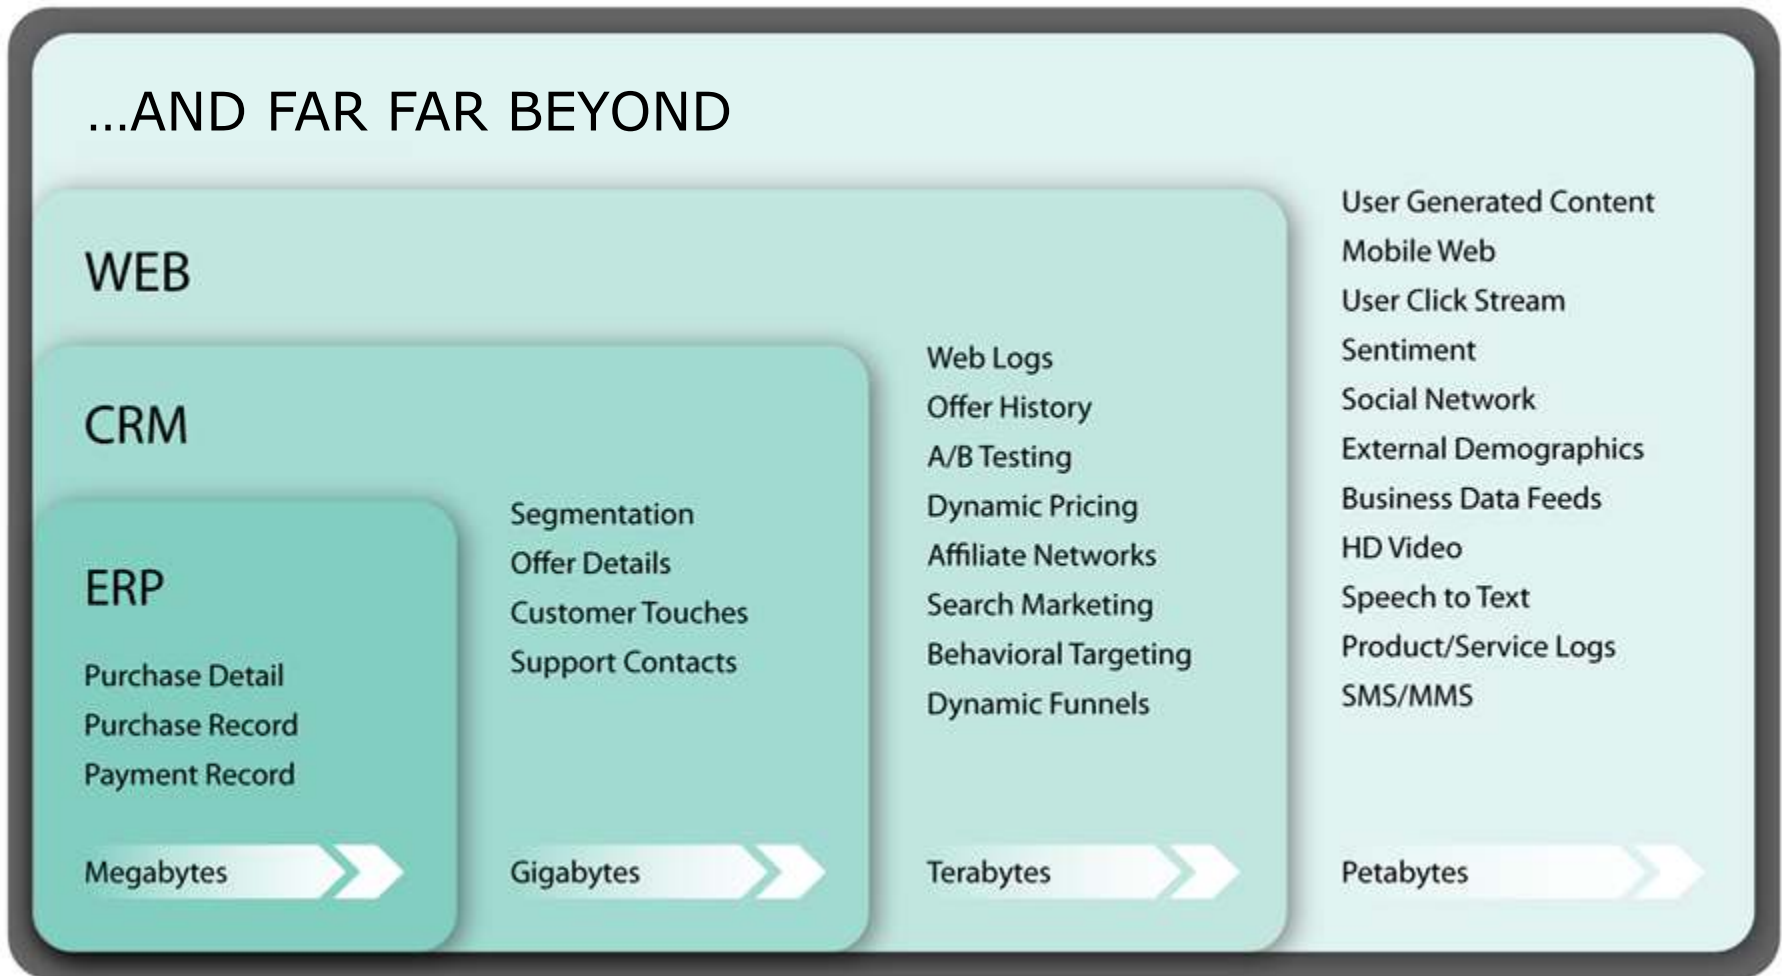 ...AND FAR FAR BEYOND
WEB
CRM
ERP
Purchase Detail
Purchase Record
Payment Record
Megabytes
Segmentation
Offer Details
Customer Touches
Support Contacts
Gigabytes
Web Logs
Offer History
A/B Testing
Dynamic Pricing
Affiliate Networks
Search Marketing
Behavioral Targeting
Dynamic Funnels
Terabytes
User Generated Content
Mobile Web
User Click Stream
Sentiment
Social Network
External Demographics
Business Data Feeds
HD Video
Speech to Text
Product/Service Logs
SMS/MMS
Petabytes